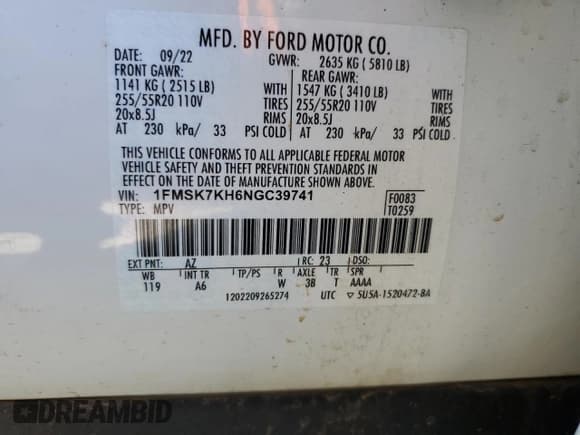 MFD. BY FORD MOTOR CO.
DATE: 09/22 GVWR: 2635 KG (5810 LB)
FRONT GAWR: REAR GAWR:
1141 KG (2515 LB) WITH 1547 KG (3410 LB) WITH
255/55R20 110V TIRES 255/55R20 110V TIRES
20x8.5J RIMS 20x8.5J RIMS
AT 230 kPa/ 33 PSI COLD AT 230 kPa/ 33 PSI COLD
THIS VEHICLE CONFORMS TO ALL APPLICABLE FEDERAL MOTOR
VEHICLE SAFETY AND THEFT PREVENTION STANDARDS IN
EFFECT ON THE DATE OF MANUFACTURE SHOWN ABOVE.
VIN: 1FMSK7KH6NGC39741 F0083
TYPE: MPV T0259
EXT PNT: AZ RC: 23 DSO:
WB INT TR TP/PS R AXLE TR SPR
119 A6 W 3B T AAAA
1202209265274 UTC 5U5A-1520472-BA
DREAMBID